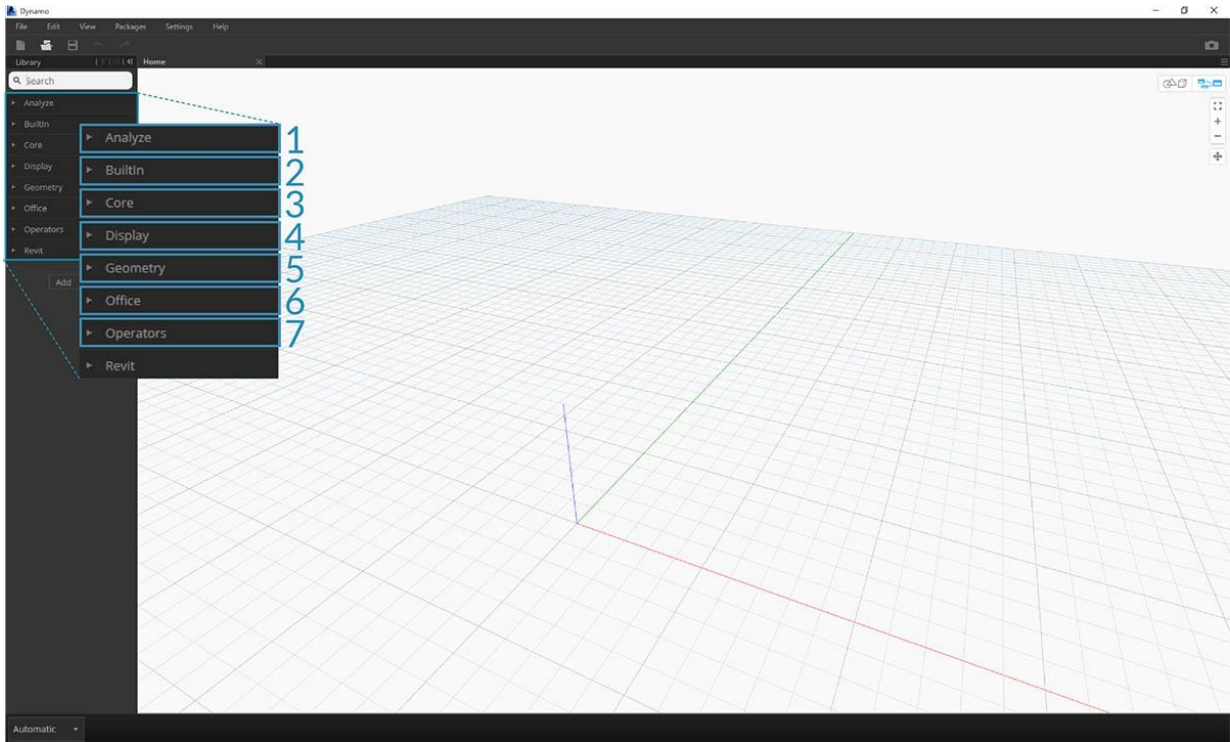 Dynamo
File Edit View Packages Settings Help
Library
Home
Search
Analyze
BuiltIn
Core
Display
Geometry
Office
Operators
Revit
Add
Analyze 1
BuiltIn 2
Core 3
Display 4
Geometry 5
Office 6
Operators 7
Revit
Automatic